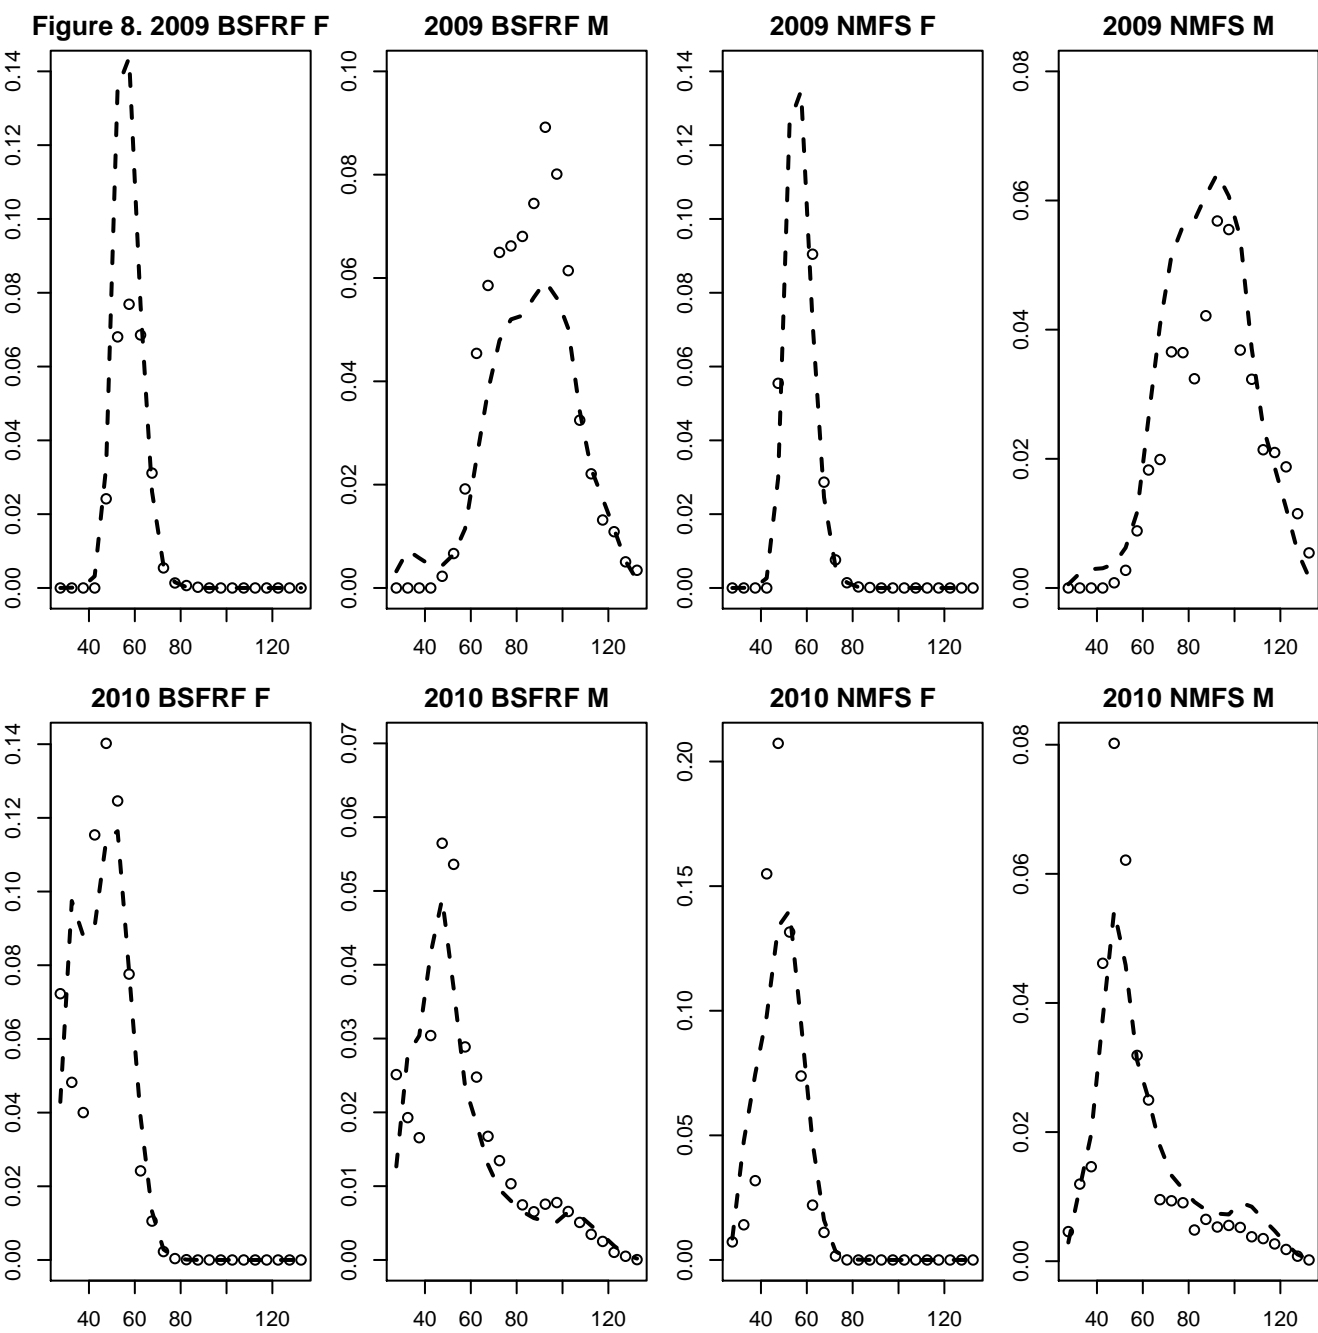 Figure 8. 2009 BSFRF F
0.00 0.02 0.04 0.06 0.08 0.10 0.12 0.14
40 60 80 120
2009 BSFRF M
0.00 0.02 0.04 0.06 0.08 0.10
40 60 80 120
2009 NMFS F
0.00 0.02 0.04 0.06 0.08 0.10 0.12 0.14
40 60 80 120
2009 NMFS M
0.00 0.02 0.04 0.06 0.08
40 60 80 120
2010 BSFRF F
0.00 0.02 0.04 0.06 0.08 0.10 0.12 0.14
40 60 80 120
2010 BSFRF M
0.00 0.01 0.02 0.03 0.04 0.05 0.06 0.07
40 60 80 120
2010 NMFS F
0.00 0.05 0.10 0.15 0.20
40 60 80 120
2010 NMFS M
0.00 0.02 0.04 0.06 0.08
40 60 80 120